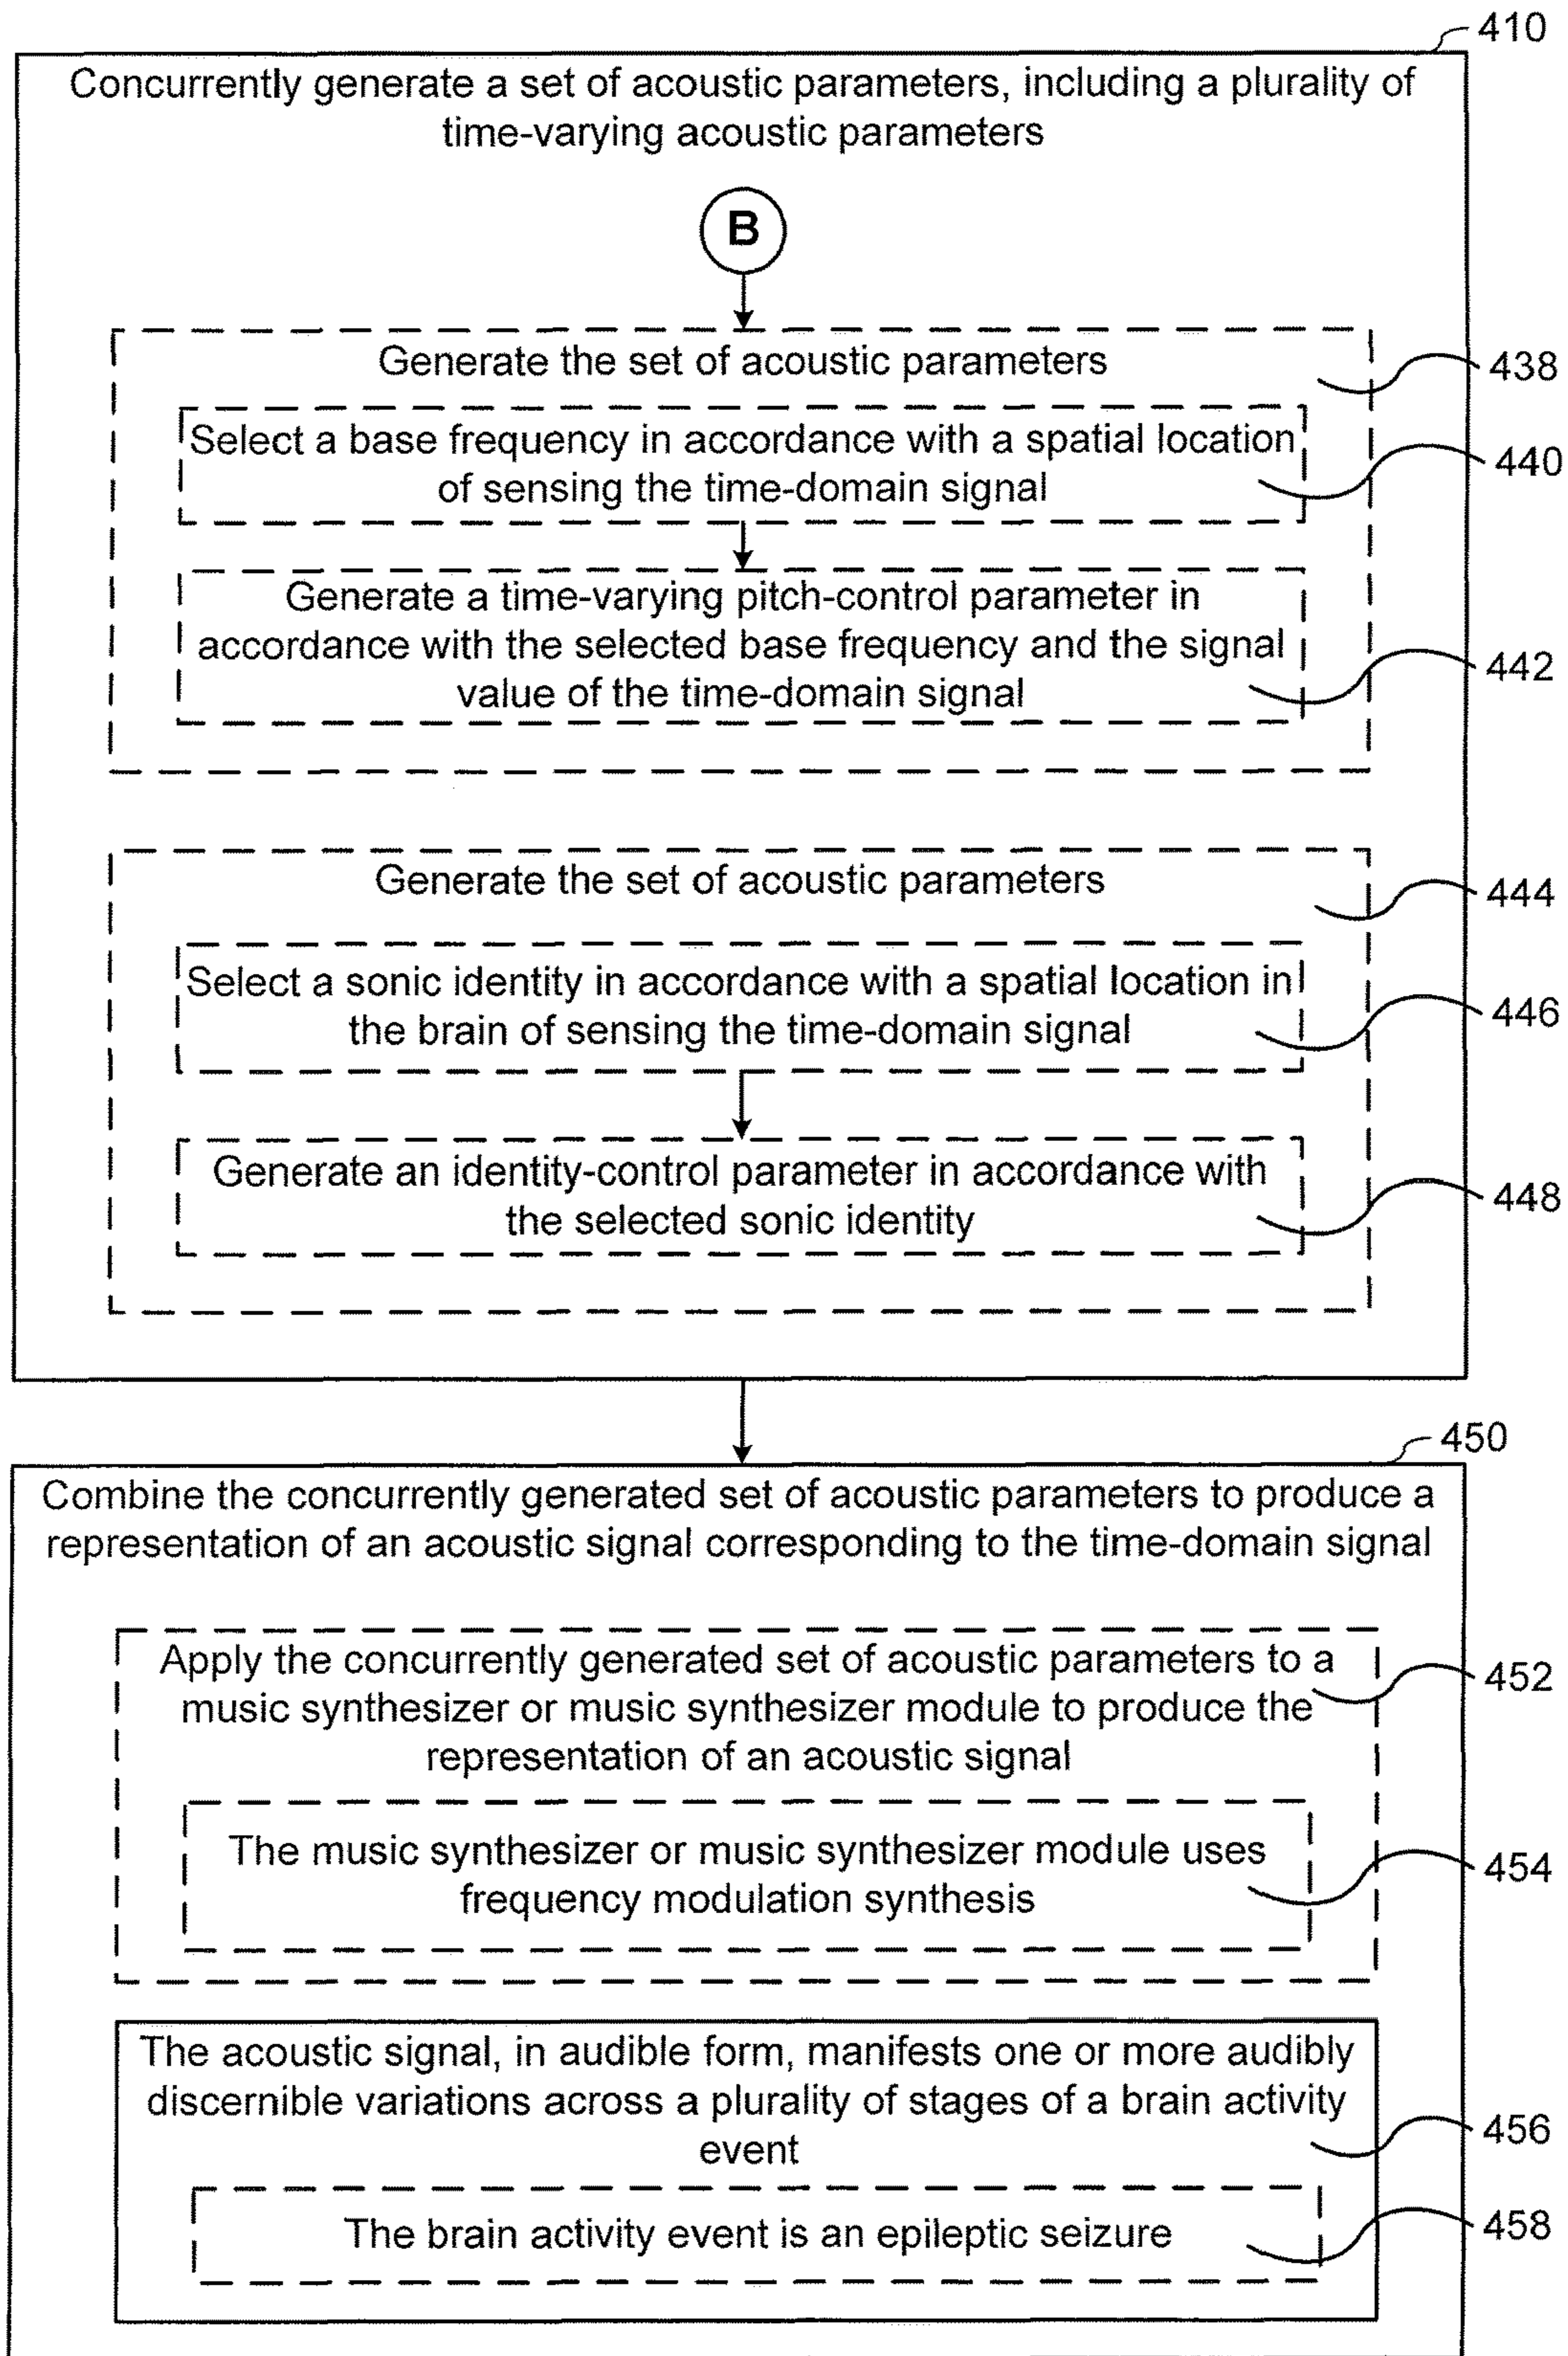 410
Concurrently generate a set of acoustic parameters, including a plurality of
time-varying acoustic parameters
B
Generate the set of acoustic parameters
438
Select a base frequency in accordance with a spatial location
of sensing the time-domain signal
440
Generate a time-varying pitch-control parameter in
accordance with the selected base frequency and the signal
value of the time-domain signal
442
Generate the set of acoustic parameters
444
Select a sonic identity in accordance with a spatial location in
the brain of sensing the time-domain signal
446
Generate an identity-control parameter in accordance with
the selected sonic identity
448
450
Combine the concurrently generated set of acoustic parameters to produce a
representation of an acoustic signal corresponding to the time-domain signal
Apply the concurrently generated set of acoustic parameters to a
music synthesizer or music synthesizer module to produce the
representation of an acoustic signal
452
The music synthesizer or music synthesizer module uses
frequency modulation synthesis
454
The acoustic signal, in audible form, manifests one or more audibly
discernible variations across a plurality of stages of a brain activity
event
456
The brain activity event is an epileptic seizure
458